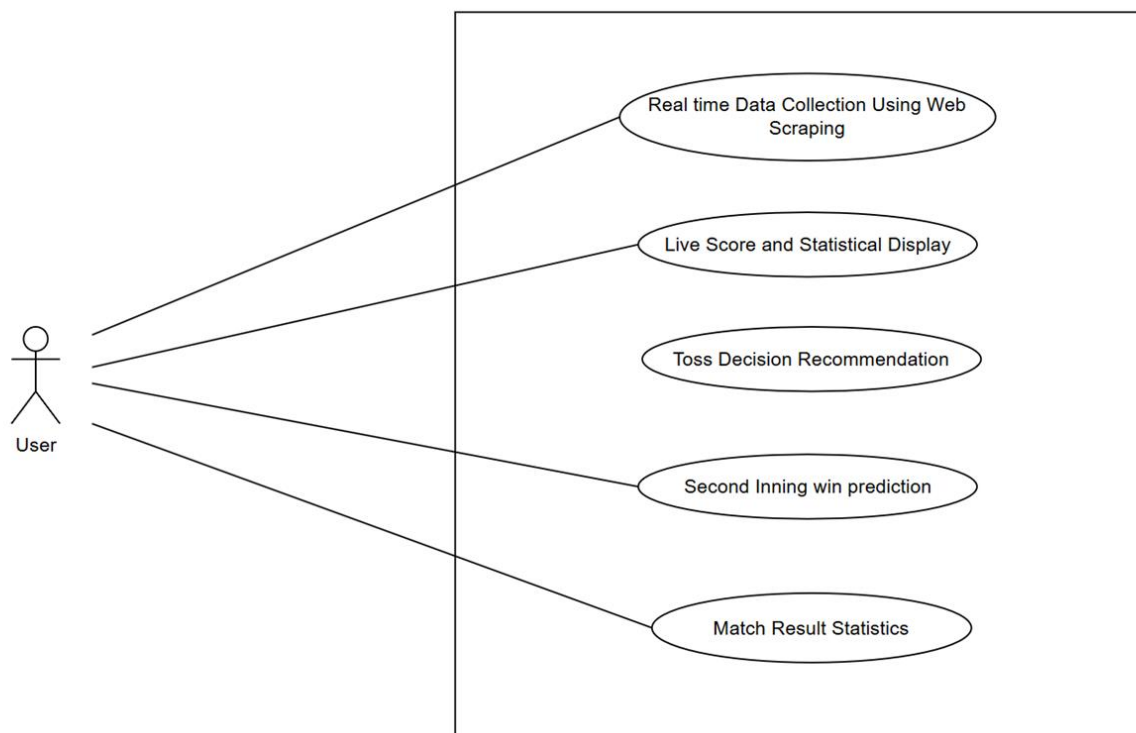 Real time Data Collection Using Web
Scraping
Live Score and Statistical Display
Toss Decision Recommendation
User
Second Inning win prediction
Match Result Statistics